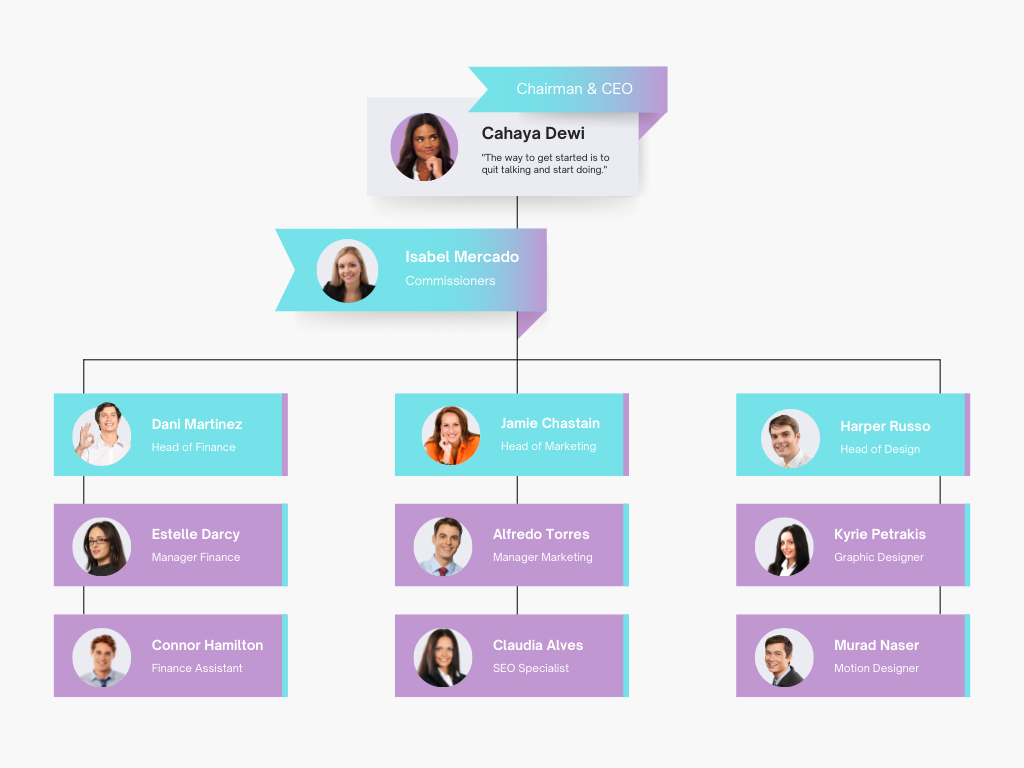 Chairman & CEO
Cahaya Dewi
"The way to get started is to
quit talking and start doing."
Isabel Mercado
Commissioners
Dani Martinez
Head of Finance
Jamie Chastain
Head of Marketing
Harper Russo
Head of Design
Estelle Darcy
Manager Finance
Alfredo Torres
Manager Marketing
Kyrie Petrakis
Graphic Designer
Connor Hamilton
Finance Assistant
Claudia Alves
SEO Specialist
Murad Naser
Motion Designer